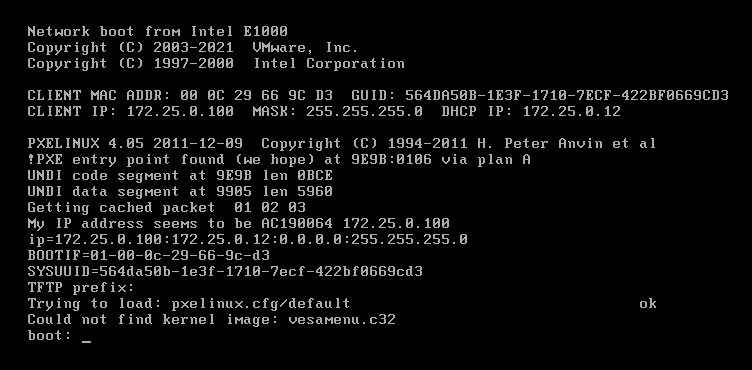 Network boot from Intel E1000
Copyright (C) 2003-2021  VMware, Inc.
Copyright (C) 1997-2000  Intel Corporation
CLIENT MAC ADDR: 00 0C 29 66 9C D3  GUID: 564DA50B-1E3F-1710-7ECF-422BF0669CD3
CLIENT IP: 172.25.0.100  MASK: 255.255.255.0  DHCP IP: 172.25.0.12
PXELINUX 4.05 2011-12-09  Copyright (C) 1994-2011 H. Peter Anvin et al
!PXE entry point found (we hope) at 9E9B:0106 via plan A
UNDI code segment at 9E9B len 0BCE
UNDI data segment at 9905 len 5960
Getting cached packet  01 02 03
My IP address seems to be AC190064 172.25.0.100
ip=172.25.0.100:172.25.0.12:0.0.0.0:255.255.255.0
BOOTIF=01-00-0c-29-66-9c-d3
SYSUUID=564da50b-1e3f-1710-7ecf-422bf0669cd3
TFTP prefix:
Trying to load: pxelinux.cfg/default                                ok
Could not find kernel image: vesamenu.c32
boot: _